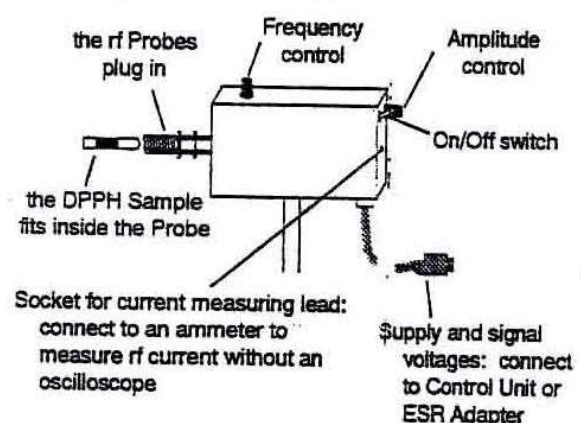 the rf Probes
plug in
Frequency
control
Amplitude
control
On/Off switch
the DPPH Sample
fits inside the Probe
Socket for current measuring lead:
connect to an ammeter to
measure rf current without an
oscilloscope
Supply and signal
voltages: connect
to Control Unit or
ESR Adapter